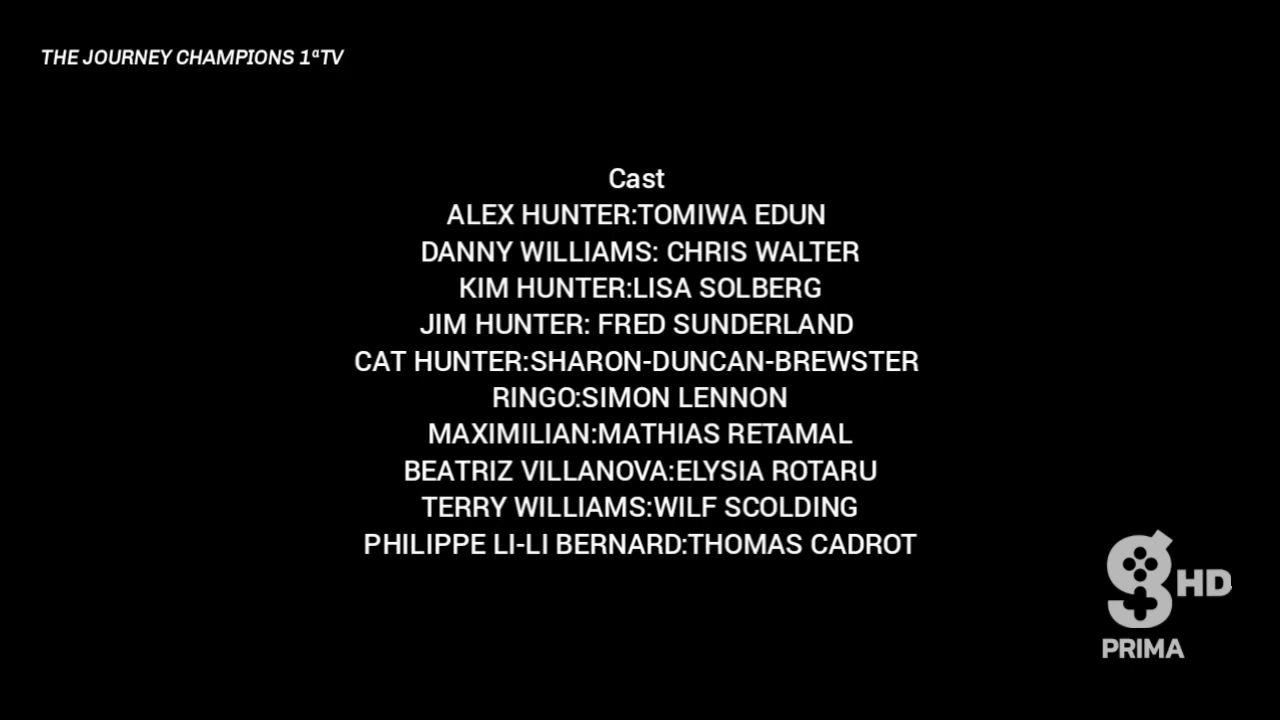 THE JOURNEY CHAMPIONS 1ªTV
Cast
ALEX HUNTER:TOMIWA EDUN
DANNY WILLIAMS: CHRIS WALTER
KIM HUNTER:LISA SOLBERG
JIM HUNTER: FRED SUNDERLAND
CAT HUNTER:SHARON-DUNCAN-BREWSTER
RINGO:SIMON LENNON
MAXIMILIAN:MATHIAS RETAMAL
BEATRIZ VILLANOVA:ELYSIA ROTARU
TERRY WILLIAMS:WILF SCOLDING
PHILIPPE LI-LI BERNARD:THOMAS CADROT
g HD
PRIMA